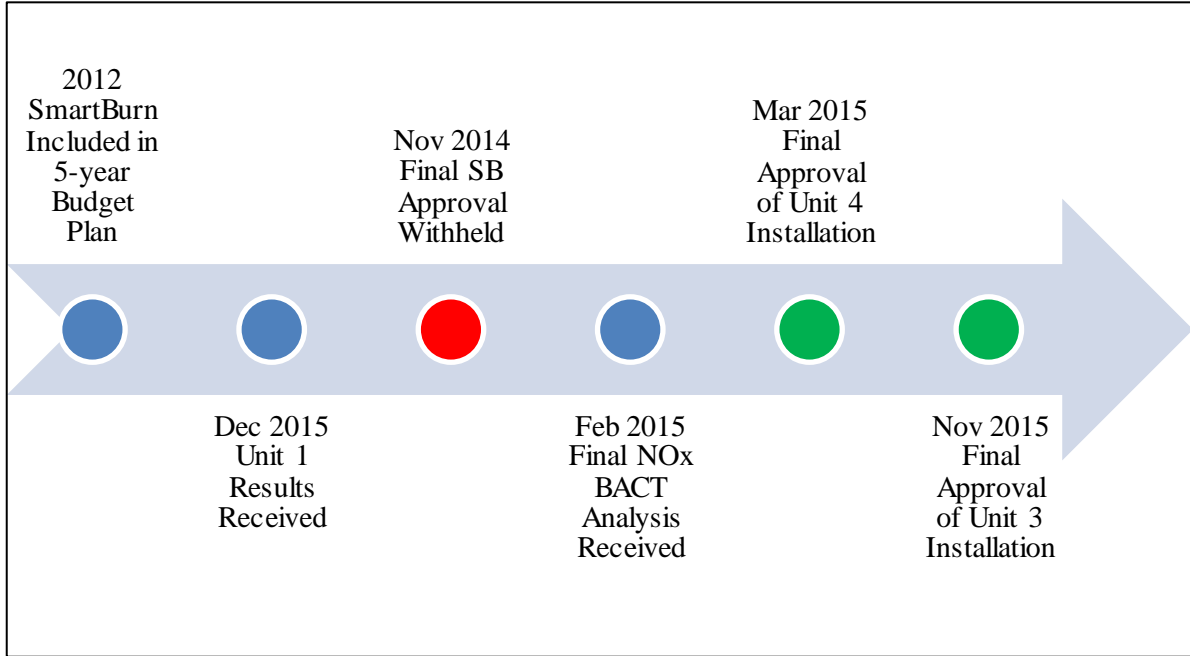 2012
SmartBurn
Included in
5-year
Budget
Plan
Dec 2015
Unit 1
Results
Received
Nov 2014
Final SB
Approval
Withheld
Feb 2015
Final NOx
BACT
Analysis
Received
Mar 2015
Final
Approval
of Unit 4
Installation
Nov 2015
Final
Approval
of Unit 3
Installation